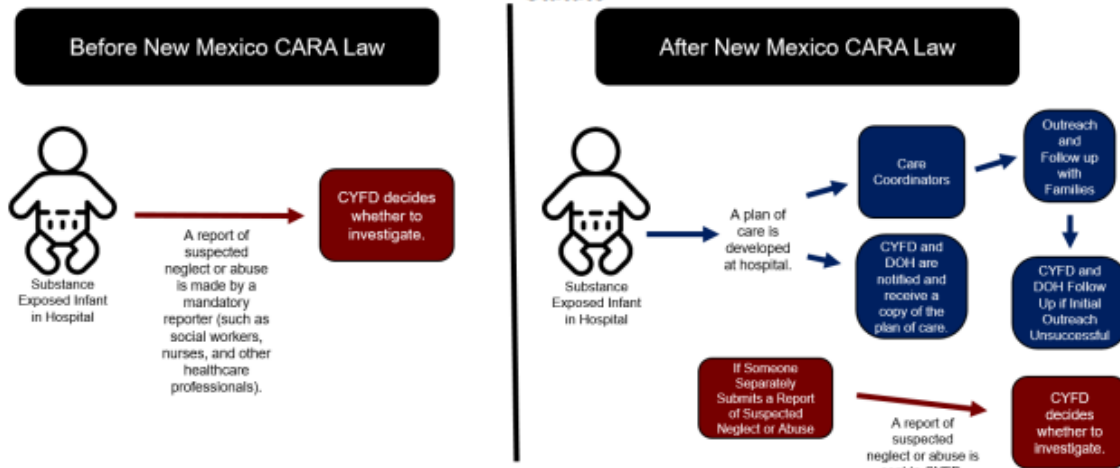 Before New Mexico CARA Law
Substance
Exposed Infant
in Hospital
A report of
suspected
neglect or abuse
is made by a
mandatory
reporter (such as
social workers,
nurses, and other
healthcare
professionals).
CYFD decides
whether to
investigate.
After New Mexico CARA Law
Substance
Exposed Infant
in Hospital
A plan of
care is
developed
at hospital.
Care
Coordinators
Outreach
and
Follow up
with
Families
CYFD and
DOH are
notified and
receive a
copy of the
plan of care.
CYFD and
DOH Follow
Up if Initial
Outreach
Unsuccessful
If Someone
Separately
Submits a Report
of Suspected
Neglect or Abuse
A report of
suspected
neglect or abuse is
CYFD
decides
whether to
investigate.